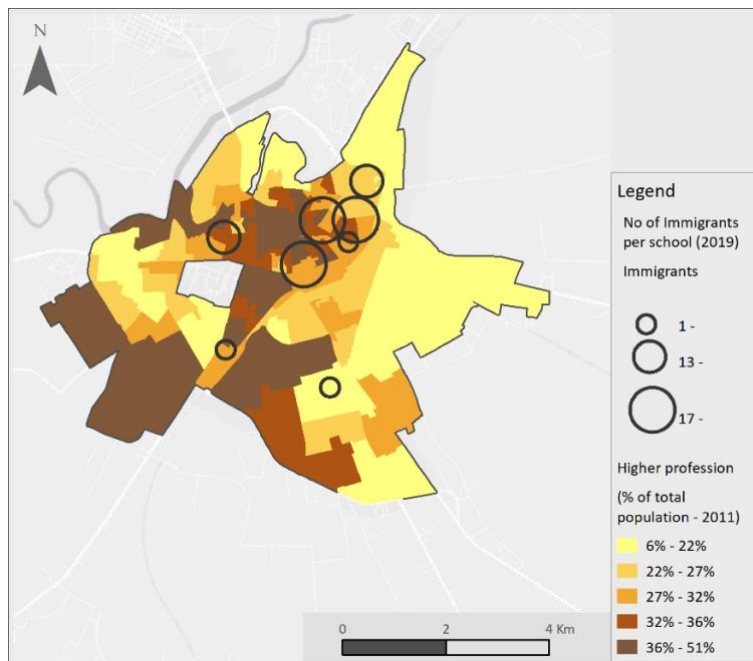 N
Legend
No of Immigrants
per school (2019)
Immigrants
1 -
13 -
17 -
Higher profession
(% of total
population - 2011)
6% - 22%
22% - 27%
27% - 32%
32% - 36%
36% - 51%
0 2 4 Km